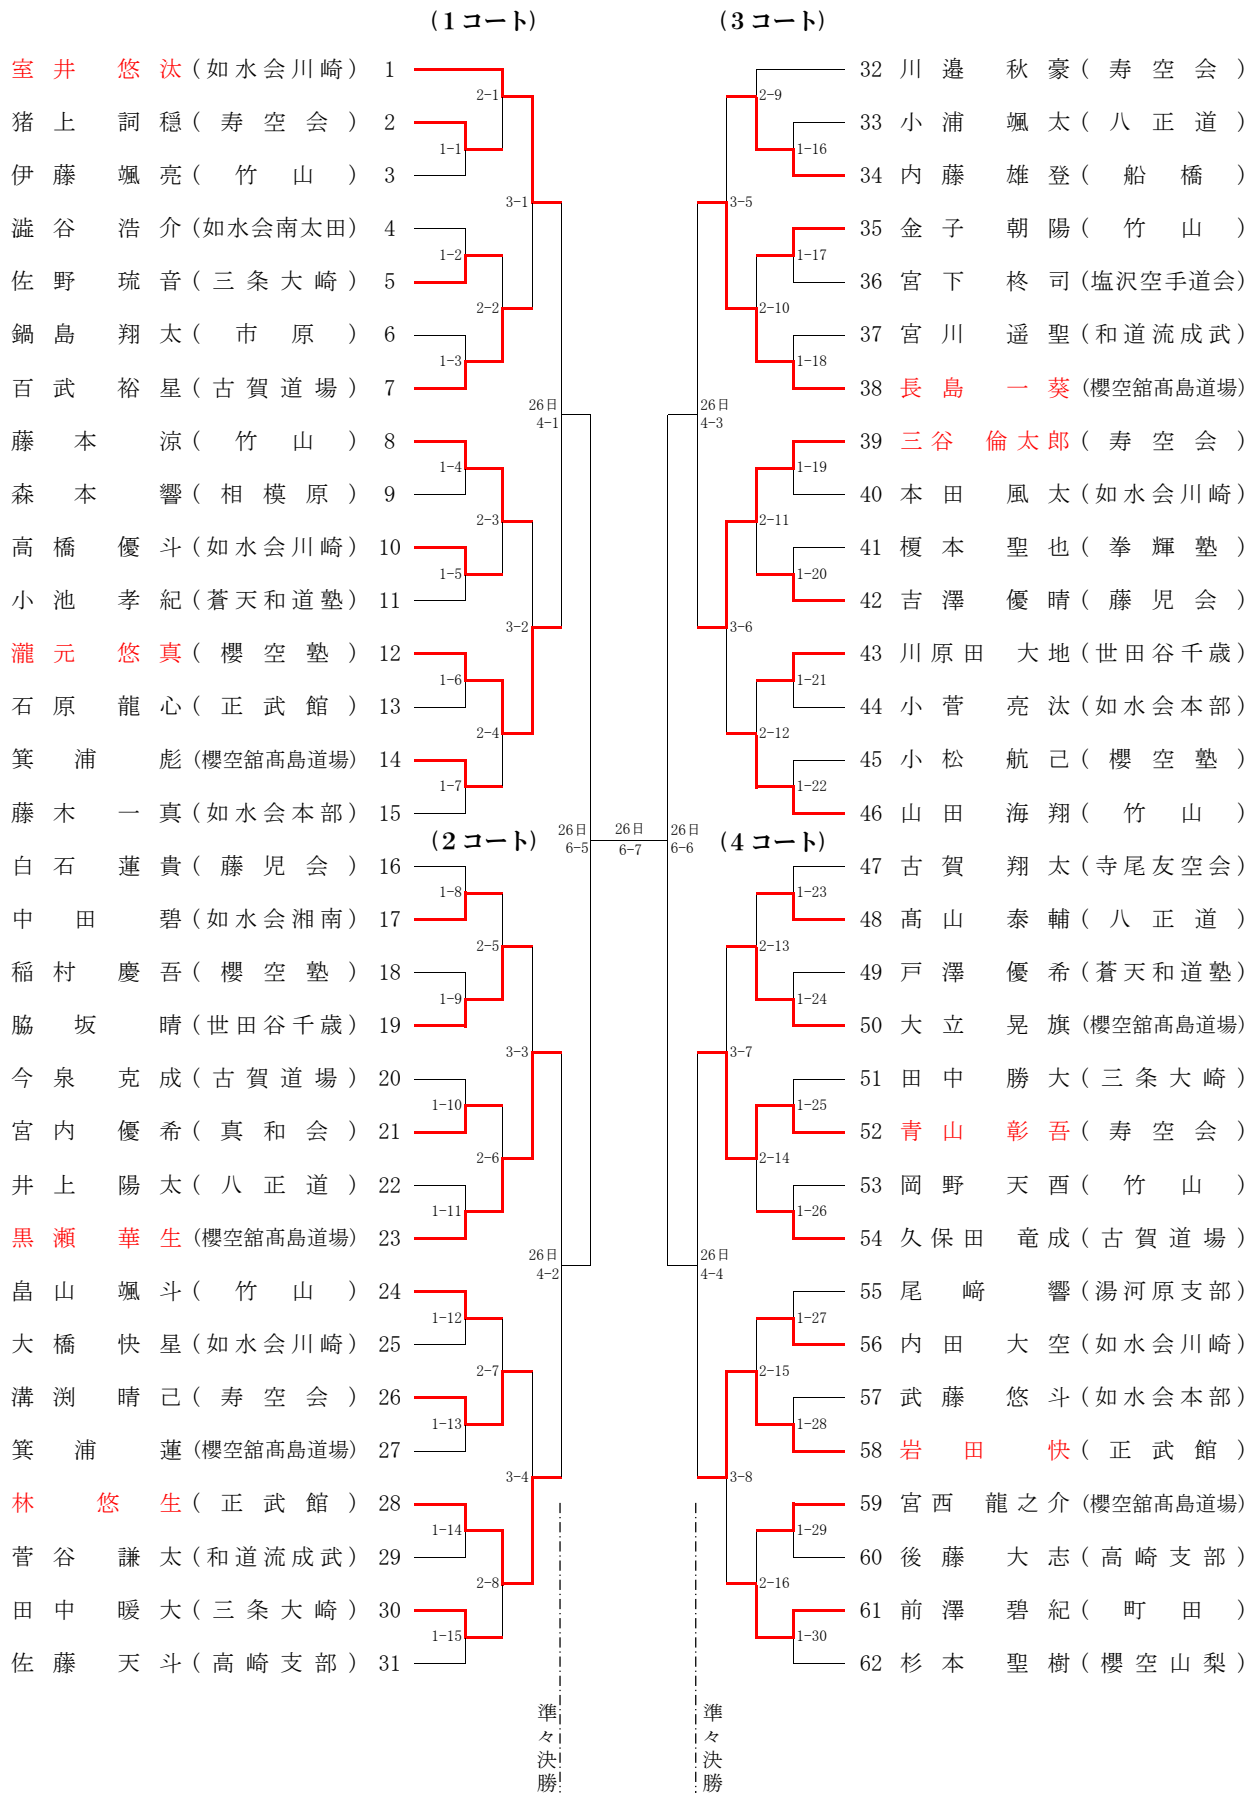 (1コート)
室井 悠汰(如水会川崎) 1
2-1
猪上 詞穏(寿空会) 2
1-1
伊藤 颯亮(竹山) 3
3-1
澁谷 浩介(如水会南太田) 4
1-2
佐野 琉音(三条大崎) 5
2-2
鍋島 翔太(市原) 6
1-3
百武 裕星(古賀道場) 7
26日
4-1
藤本 涼(竹山) 8
1-4
森本 響(相模原) 9
2-3
高橋 優斗(如水会川崎) 10
1-5
小池 孝紀(蒼天和道塾) 11
3-2
瀧元 悠真(櫻空塾) 12
1-6
石原 龍心(正武館) 13
2-4
箕浦 彪(櫻空舘髙島道場) 14
1-7
藤木 一真(如水会本部) 15
26日
6-5
26日
6-7
26日
6-6
(2コート)
白石 蓮貴(藤児会) 16
1-8
中田 碧(如水会湘南) 17
2-5
稲村 慶吾(櫻空塾) 18
1-9
脇坂 晴(世田谷千歳) 19
3-3
今泉 克成(古賀道場) 20
1-10
宮内 優希(真和会) 21
2-6
井上 陽太(八正道) 22
1-11
黒瀬 華生(櫻空舘髙島道場) 23
26日
4-2
畠山 颯斗(竹山) 24
1-12
大橋 快星(如水会川崎) 25
2-7
溝渕 晴己(寿空会) 26
1-13
箕浦 蓮(櫻空舘髙島道場) 27
3-4
林 悠生(正武館) 28
1-14
菅谷 謙太(和道流成武) 29
2-8
田中 暖大(三条大崎) 30
1-15
佐藤 天斗(高崎支部) 31
準々決勝
(3コート)
32 川邉 秋豪(寿空会)
2-9
33 小浦 颯太(八正道)
1-16
34 内藤 雄登(船橋)
3-5
35 金子 朝陽(竹山)
1-17
36 宮下 柊司(塩沢空手道会)
2-10
37 宮川 遥聖(和道流成武)
1-18
38 長島 一葵(櫻空舘髙島道場)
26日
4-3
39 三谷 倫太郎(寿空会)
1-19
40 本田 風太(如水会川崎)
2-11
41 榎本 聖也(拳輝塾)
1-20
42 吉澤 優晴(藤児会)
3-6
43 川原田 大地(世田谷千歳)
1-21
44 小菅 亮汰(如水会本部)
2-12
45 小松 航己(櫻空塾)
1-22
46 山田 海翔(竹山)
(4コート)
47 古賀 翔太(寺尾友空会)
1-23
48 髙山 泰輔(八正道)
2-13
49 戸澤 優希(蒼天和道塾)
1-24
50 大立 晃旗(櫻空舘髙島道場)
3-7
51 田中 勝大(三条大崎)
1-25
52 青山 彰吾(寿空会)
2-14
53 岡野 天酉(竹山)
1-26
54 久保田 竜成(古賀道場)
26日
4-4
55 尾﨑 響(湯河原支部)
1-27
56 内田 大空(如水会川崎)
2-15
57 武藤 悠斗(如水会本部)
1-28
58 岩田 快(正武館)
3-8
59 宮西 龍之介(櫻空舘髙島道場)
1-29
60 後藤 大志(高崎支部)
2-16
61 前澤 碧紀(町田)
1-30
62 杉本 聖樹(櫻空山梨)
準々決勝